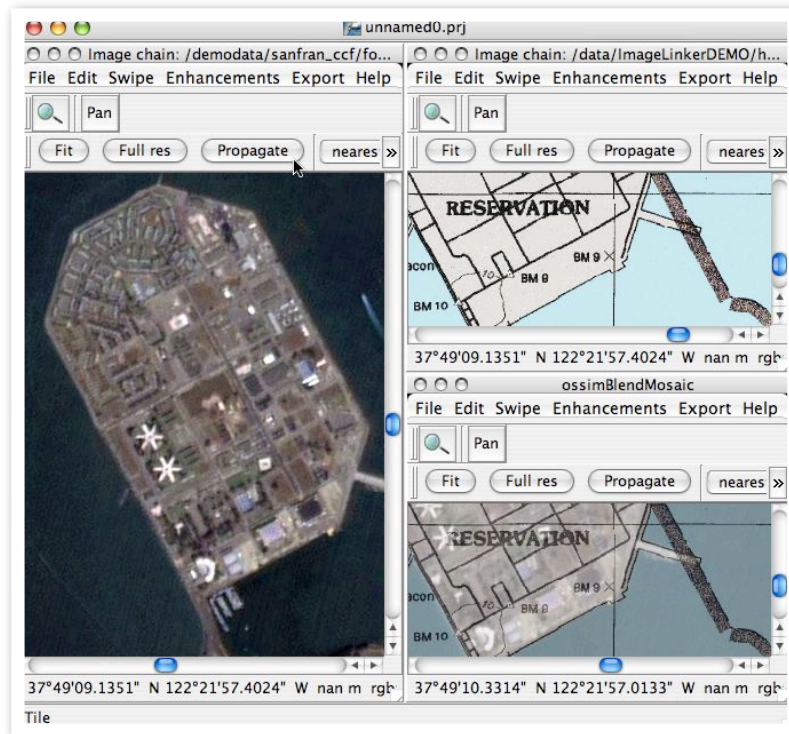 unnamed0.prj
Image chain: /demodata/sanfran_ccf/fo...
File Edit Swipe Enhancements Export Help
Pan
Fit Full res Propagate neares »
37°49'09.1351" N 122°21'57.4024" W nan m rgb
Image chain: /data/ImageLinkerDEMO/h...
File Edit Swipe Enhancements Export Help
Pan
Fit Full res Propagate neares »
RESERVATION
acon
10
BM 9
BM 8
BM 10
37°49'09.1351" N 122°21'57.4024" W nan m rgb
ossimBlendMosaic
File Edit Swipe Enhancements Export Help
Pan
Fit Full res Propagate neares »
RESERVATION
acon
10
BM 9
BM 8
BM 10
37°49'10.3314" N 122°21'57.0133" W nan m rgb
Tile